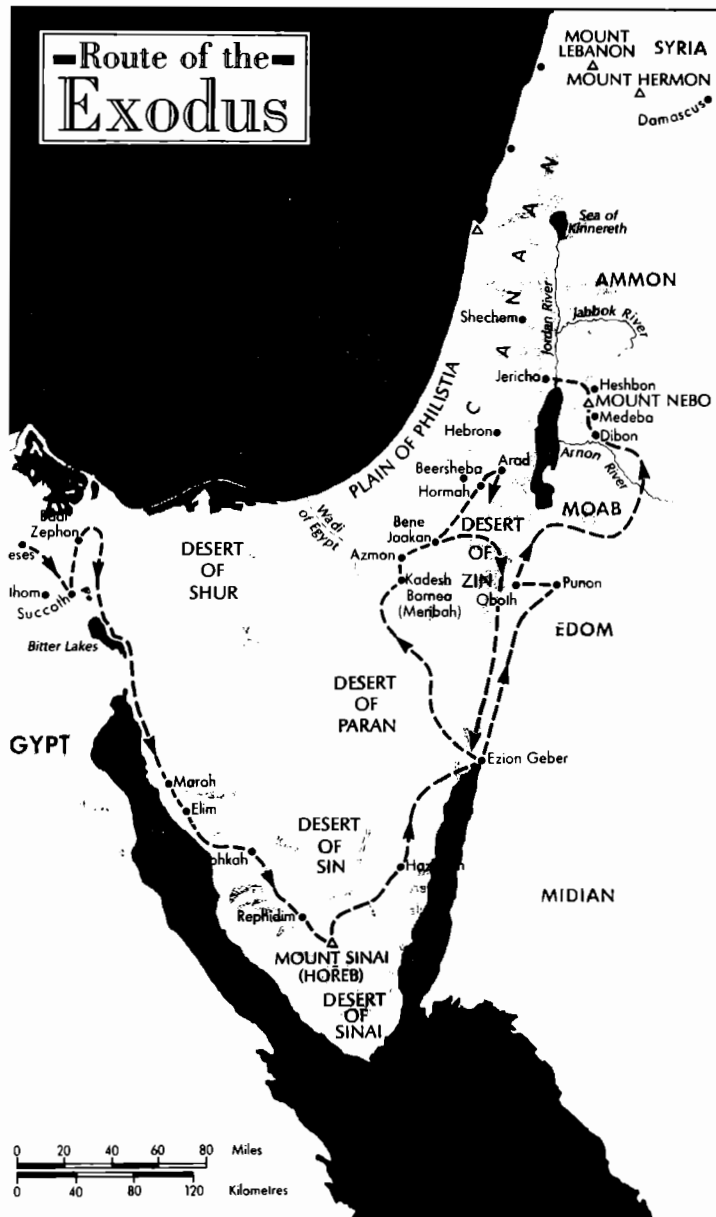 Route of the
Exodus
MOUNT
LEBANON
SYRIA
MOUNT HERMON
Damascus
Sea of
Kinnereth
CANAAN
AMMON
Jordan River
Jabbok
River
Shechem
Jericho
Heshbon
MOUNT NEBO
Medeba
Dibon
PLAIN OF PHILISTIA
Hebron
Arnon
River
Beersheba
Arad
Hormah
Wadi
of Egypt
MOAB
Zephon
DESERT
OF
SHUR
Bene
Jaakan
DESERT
OF
ZIN
Azmon
eses
Kadesh
Barnea
(Meribah)
Oboth
Punon
thom
Succoth
EDOM
Bitter Lakes
DESERT
OF
PARAN
GYPT
Ezion Geber
Marah
Elim
DESERT
OF
SIN
ohkah
MIDIAN
Rephidim
MOUNT SINAI
(HOREB)
DESERT
OF
SINAI
0 20 40 60 80 Miles
0 40 80 120 Kilometres